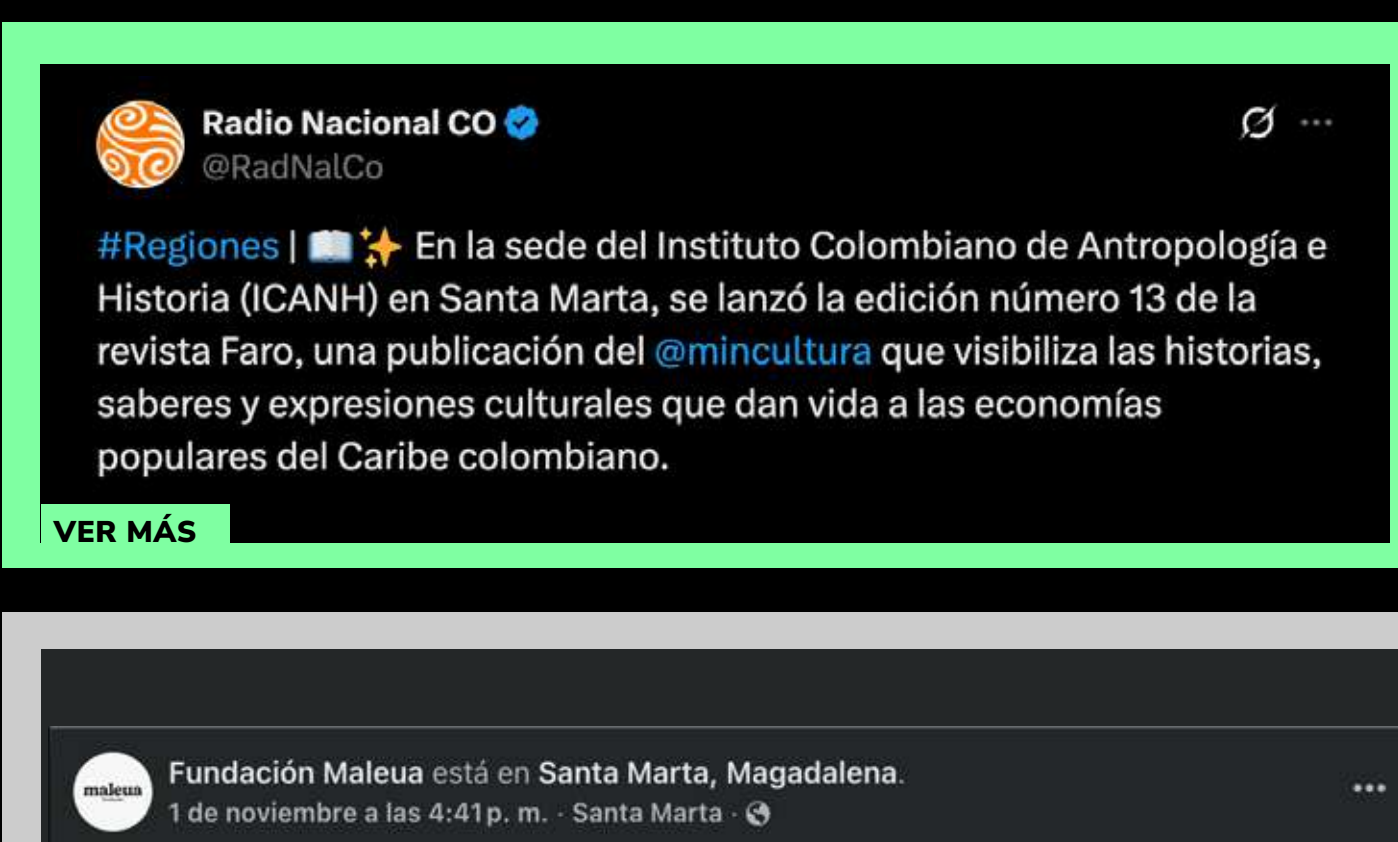 Radio Nacional CO
@RadNalCo
#Regiones | 📖✨ En la sede del Instituto Colombiano de Antropología e
Historia (ICANH) en Santa Marta, se lanzó la edición número 13 de la
revista Faro, una publicación del @mincultura que visibiliza las historias,
saberes y expresiones culturales que dan vida a las economías
populares del Caribe colombiano.
VER MÁS
maleua
Fundación Maleua está en Santa Marta, Magadalena.
1 de noviembre a las 4:41 p. m. · Santa Marta ·